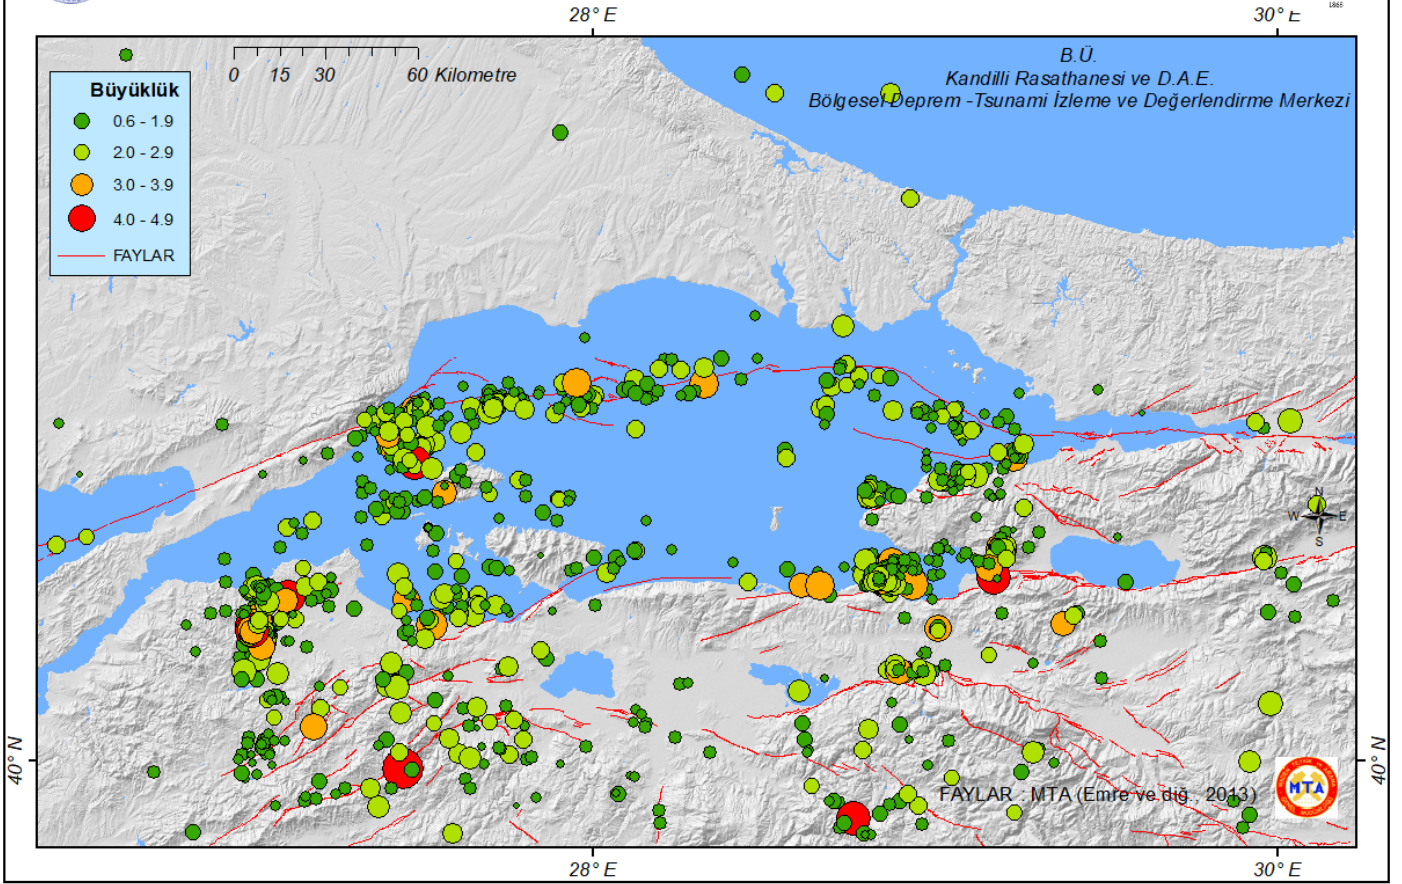 1865
28° E
30° E
0 15 30 60 Kilometre
B.Ü.
Kandilli Rasathanesi ve D.A.E.
Bölgesel Deprem -Tsunami İzleme ve Değerlendirme Merkezi
Büyüklük
0.6 - 1.9
2.0 - 2.9
3.0 - 3.9
4.0 - 4.9
FAYLAR
N
W E
S
40° N
40° N
FAYLAR : MTA (Emre ve diğ., 2013)
MTA
28° E
30° E